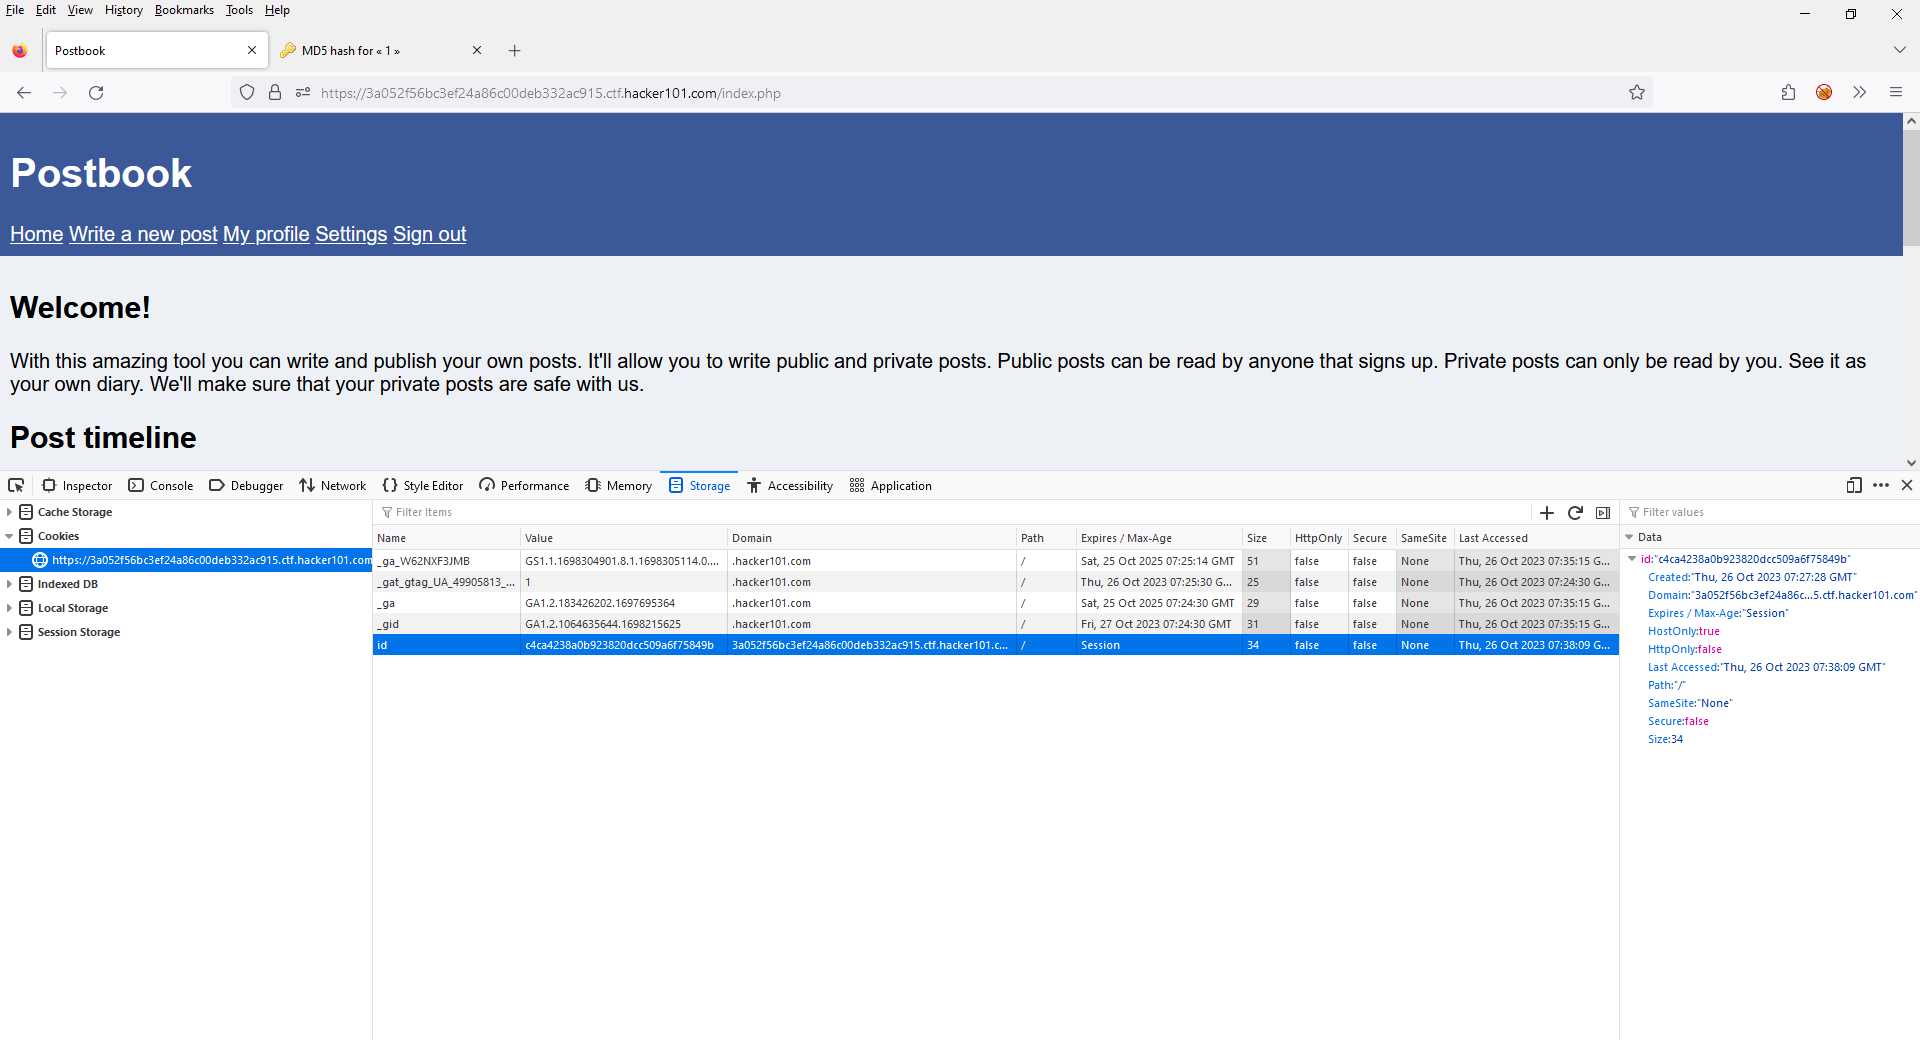 File Edit View History Bookmarks Tools Help
Postbook
MD5 hash for « 1 »
https://3a052f56bc3ef24a86c00deb332ac915.ctf.hacker101.com/index.php
Postbook
Home Write a new post My profile Settings Sign out
Welcome!
With this amazing tool you can write and publish your own posts. It'll allow you to write public and private posts. Public posts can be read by anyone that signs up. Private posts can only be read by you. See it as
your own diary. We'll make sure that your private posts are safe with us.
Post timeline
Inspector Console Debugger Network Style Editor Performance Memory Storage Accessibility Application
Cache Storage
Cookies
https://3a052f56bc3ef24a86c00deb332ac915.ctf.hacker101.com
Indexed DB
Local Storage
Session Storage
Filter Items
Name Value Domain Path Expires / Max-Age Size HttpOnly Secure SameSite Last Accessed
_ga_W62NXF3JMB GS1.1.1698304901.8.1.1698305114.0.... .hacker101.com / Sat, 25 Oct 2025 07:25:14 GMT 51 false false None Thu, 26 Oct 2023 07:35:15 G...
_gat_gtag_UA_49905813_... 1 .hacker101.com / Thu, 26 Oct 2023 07:25:30 G... 25 false false None Thu, 26 Oct 2023 07:24:30 G...
_ga GA1.2.183426202.1697695364 .hacker101.com / Sat, 25 Oct 2025 07:24:30 GMT 29 false false None Thu, 26 Oct 2023 07:35:15 G...
_gid GA1.2.1064635644.1698215625 .hacker101.com / Fri, 27 Oct 2023 07:24:30 GMT 31 false false None Thu, 26 Oct 2023 07:35:15 G...
id c4ca4238a0b923820dcc509a6f75849b 3a052f56bc3ef24a86c00deb332ac915.ctf.hacker101.c... / Session 34 false false None Thu, 26 Oct 2023 07:38:09 G...
Filter values
Data
id:"c4ca4238a0b923820dcc509a6f75849b"
Created:"Thu, 26 Oct 2023 07:27:28 GMT"
Domain:"3a052f56bc3ef24a86c...5.ctf.hacker101.com"
Expires / Max-Age:"Session"
HostOnly:true
HttpOnly:false
Last Accessed:"Thu, 26 Oct 2023 07:38:09 GMT"
Path:"/"
SameSite:"None"
Secure:false
Size:34